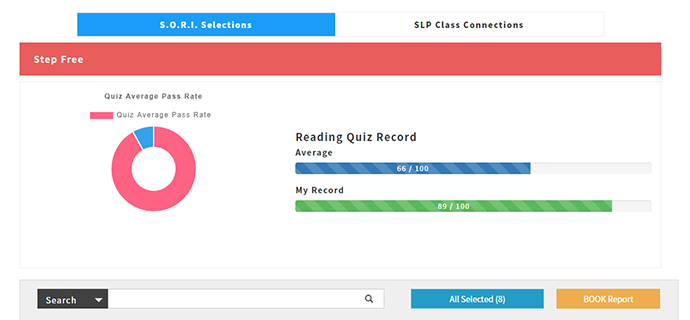 S.O.R.I. Selections
SLP Class Connections
Step Free
Quiz Average Pass Rate
Quiz Average Pass Rate
Reading Quiz Record
Average
66 / 100
My Record
89 / 100
Search
All Selected (8)
BOOK Report